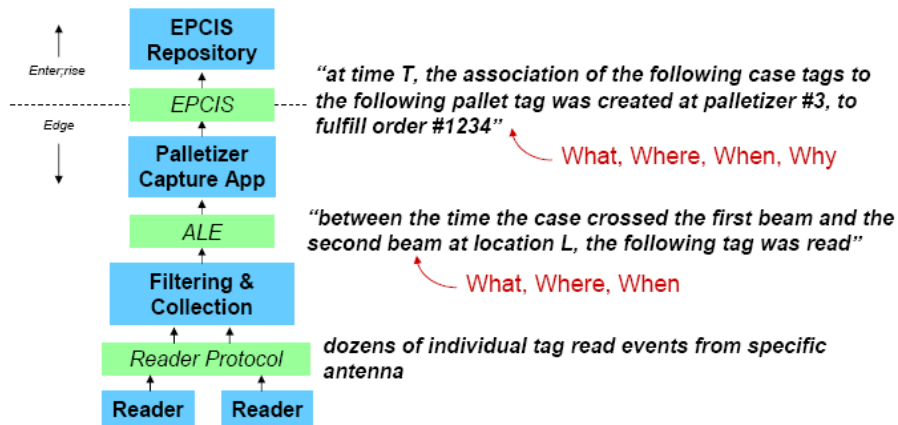 EPCIS
Repository
Enter;rise
"at time T, the association of the following case tags to
the following pallet tag was created at palletizer #3, to
fulfill order #1234"
EPCIS
Edge
What, Where, When, Why
Palletizer
Capture App
ALE
"between the time the case crossed the first beam and the
second beam at location L, the following tag was read"
Filtering &
Collection
What, Where, When
Reader Protocol
dozens of individual tag read events from specific
antenna
Reader
Reader